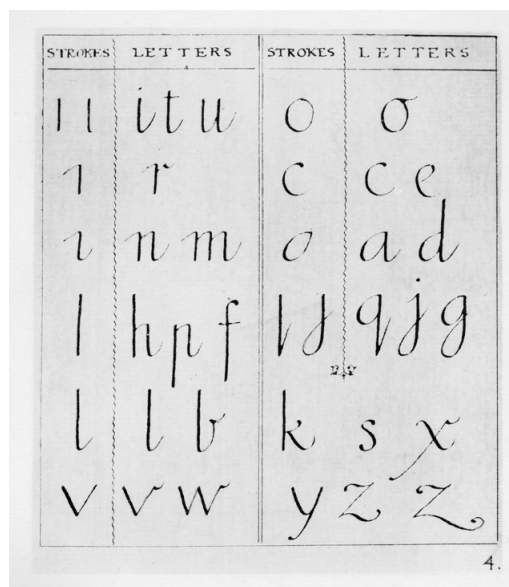 STROKES LETTERS STROKES LETTERS
ı l i t u o o
ı r c c e
ı n m o a d
l h p f l J q j g
l l b k s x
v v w y z z
4.